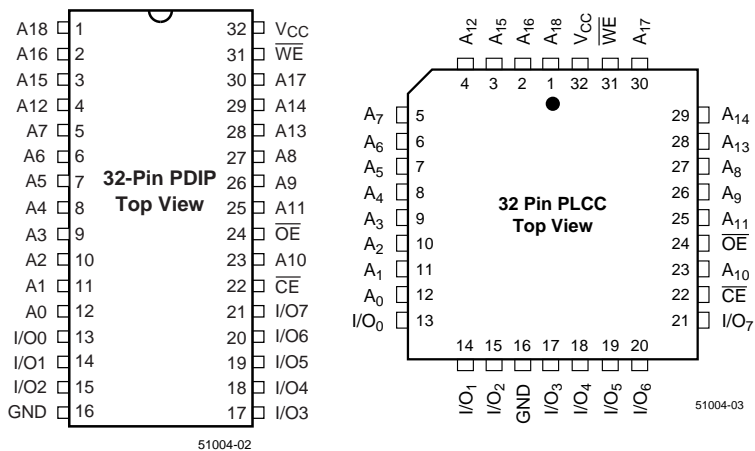 A18 1 32 VCC
A16 2 31 WE
A15 3 30 A17
A12 4 29 A14
A7 5 28 A13
A6 6 27 A8
A5 7 26 A9
A4 8 25 A11
A3 9 24 OE
A2 10 23 A10
A1 11 22 CE
A0 12 21 I/O7
I/O0 13 20 I/O6
I/O1 14 19 I/O5
I/O2 15 18 I/O4
GND 16 17 I/O3
32-Pin PDIP
Top View
51004-02
A12 A15 A16 A18 VCC WE A17
4 3 2 1 32 31 30
A7 5 29 A14
A6 6 28 A13
A5 7 27 A8
A4 8 26 A9
A3 9 25 A11
A2 10 24 OE
A1 11 23 A10
A0 12 22 CE
I/O0 13 21 I/O7
32 Pin PLCC
Top View
14 15 16 17 18 19 20
I/O1 I/O2 GND I/O3 I/O4 I/O5 I/O6
51004-03